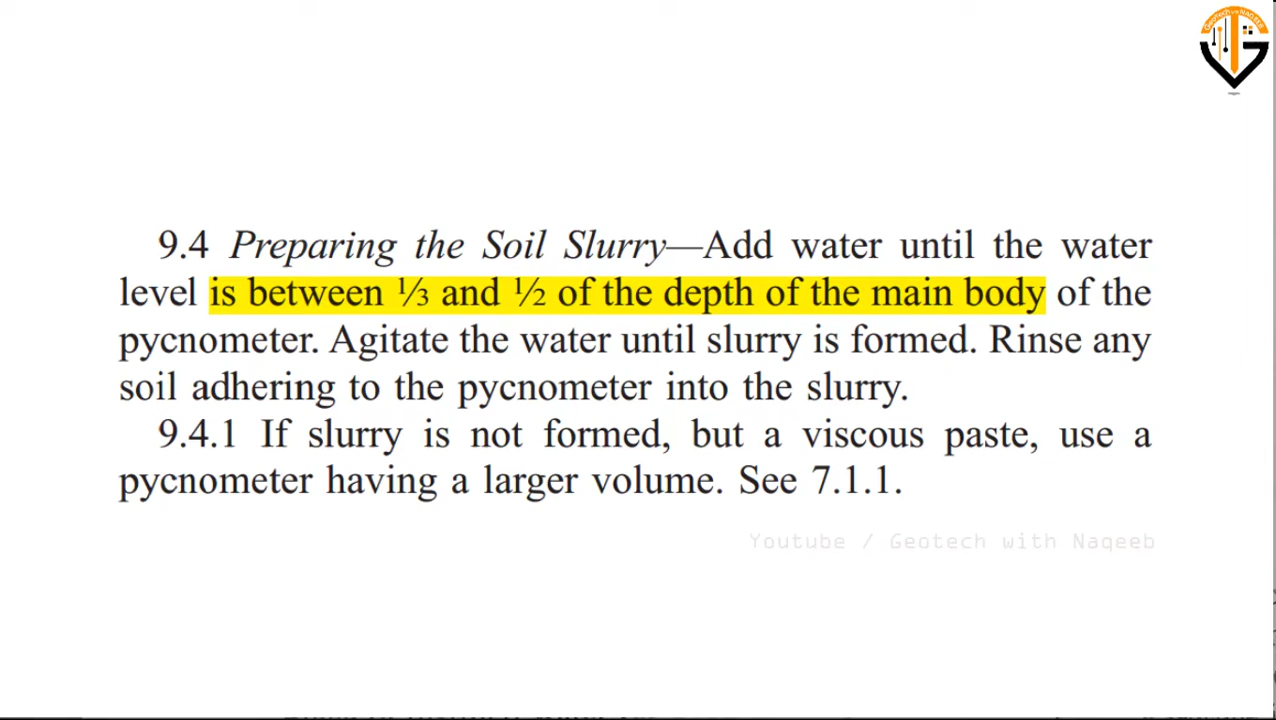 9.4 Preparing the Soil Slurry—Add water until the water
level is between ⅓ and ½ of the depth of the main body of the
pycnometer. Agitate the water until slurry is formed. Rinse any
soil adhering to the pycnometer into the slurry.
9.4.1 If slurry is not formed, but a viscous paste, use a
pycnometer having a larger volume. See 7.1.1.
Youtube / Geotech with Naqeeb